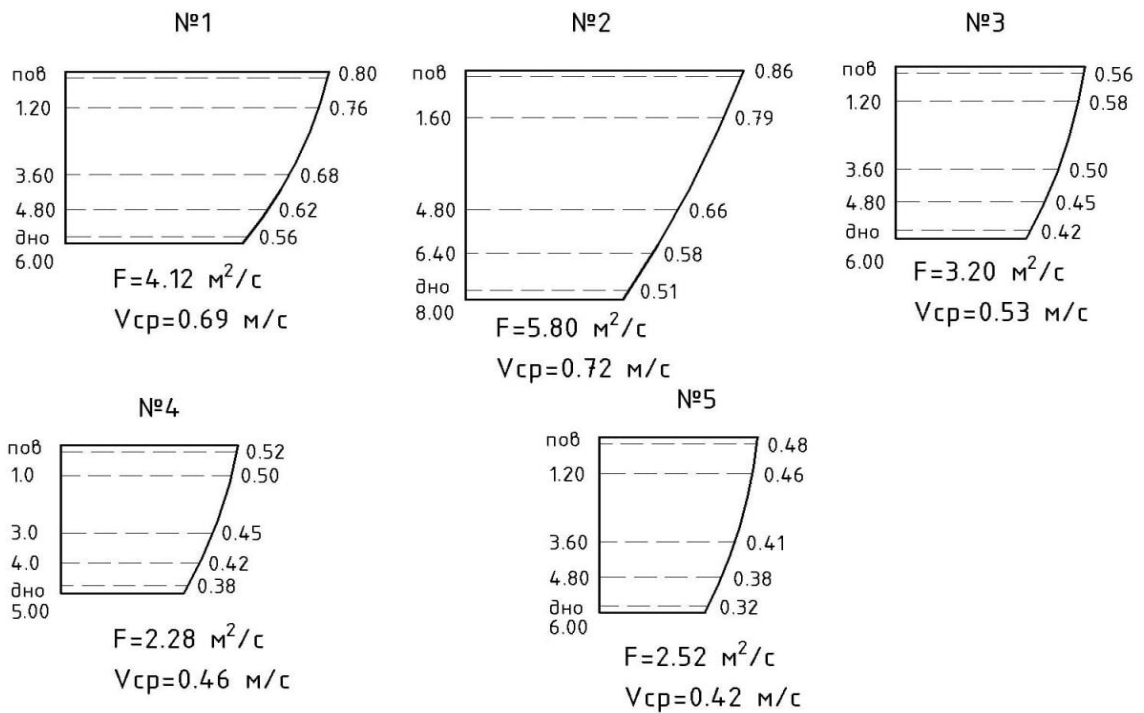 №1
пов
0.80
1.20
0.76
3.60
0.68
4.80
0.62
дно
0.56
6.00
F=4.12 м²/с
Vср=0.69 м/с
№2
пов
0.86
1.60
0.79
4.80
0.66
6.40
0.58
дно
0.51
8.00
F=5.80 м²/с
Vср=0.72 м/с
№3
пов
0.56
1.20
0.58
3.60
0.50
4.80
0.45
дно
0.42
6.00
F=3.20 м²/с
Vср=0.53 м/с
№4
пов
0.52
1.0
0.50
3.0
0.45
4.0
0.42
дно
0.38
5.00
F=2.28 м²/с
Vср=0.46 м/с
№5
пов
0.48
1.20
0.46
3.60
0.41
4.80
0.38
дно
0.32
6.00
F=2.52 м²/с
Vср=0.42 м/с